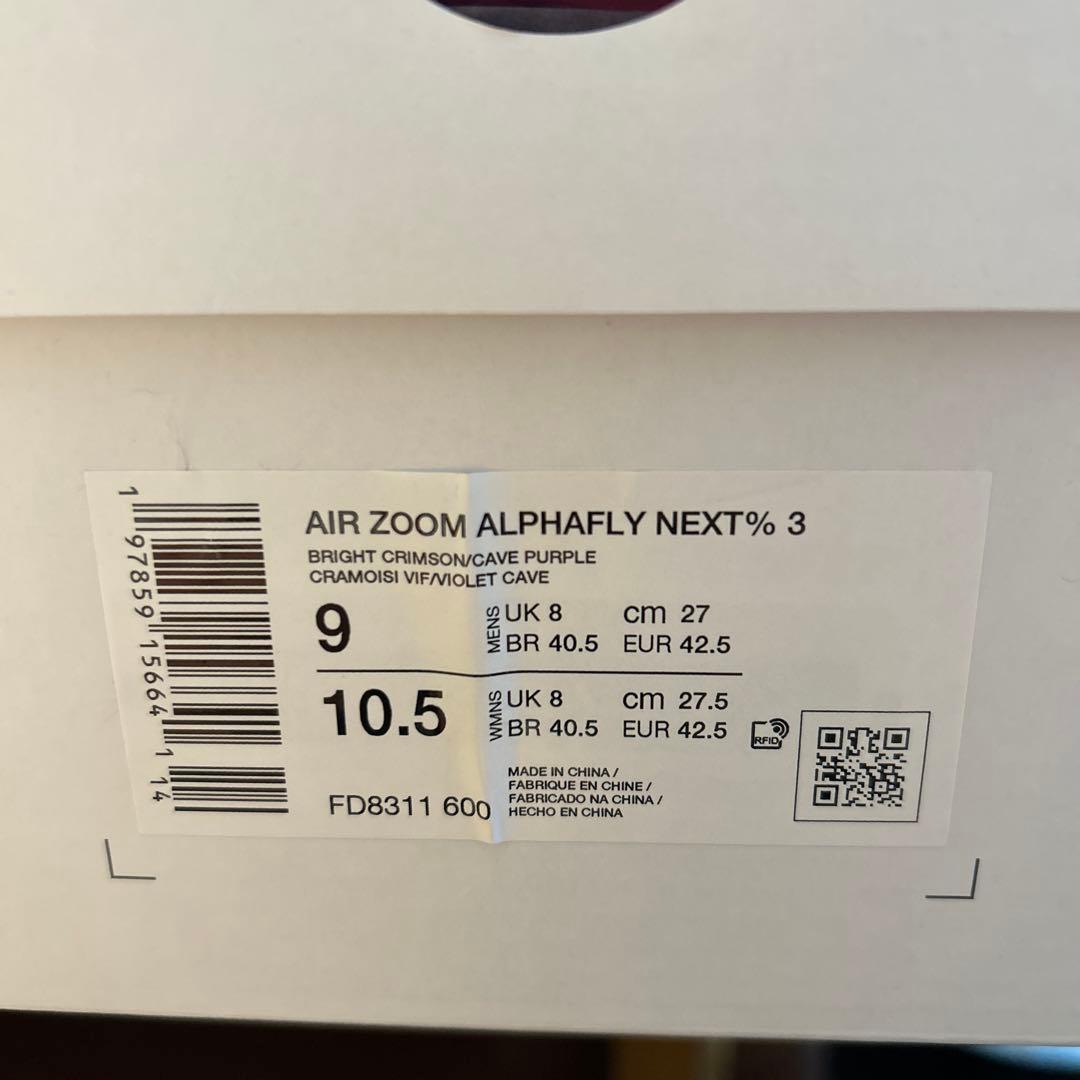 1 97859 15664 1 14
AIR ZOOM ALPHAFLY NEXT% 3
BRIGHT CRIMSON/CAVE PURPLE
CRAMOISI VIF/VIOLET CAVE
9
MENS
UK 8 cm 27
BR 40.5 EUR 42.5
10.5
WMNS
UK 8 cm 27.5
BR 40.5 EUR 42.5
RFID
MADE IN CHINA /
FABRIQUE EN CHINE /
FABRICADO NA CHINA /
HECHO EN CHINA
FD8311 600